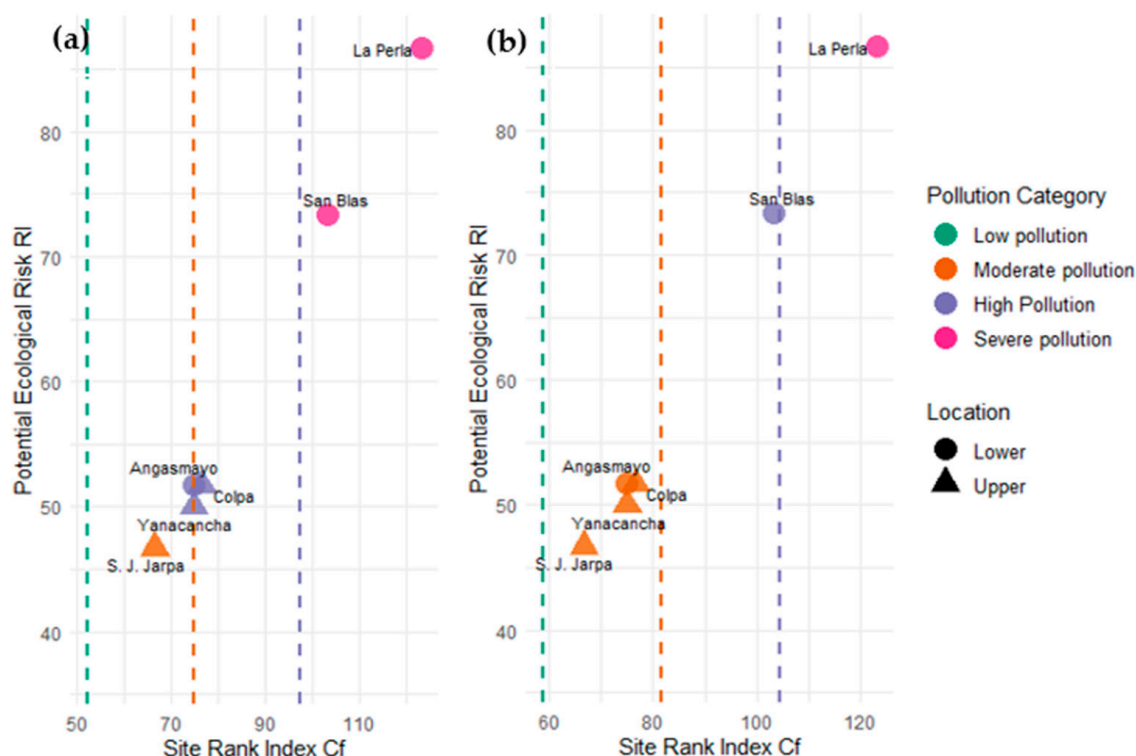 (a)
La Perla
80
San Blas
70
60
Angasmayo
50
Colpa
Yanacancha
S. J. Jarpa
40
50 70 90 110
Site Rank Index Cf
Potential Ecological Risk RI
(b)
La Perla
80
San Blas
70
60
Angasmayo
50
Colpa
Yanacancha
S. J. Jarpa
40
60 80 100 120
Site Rank Index Cf
Potential Ecological Risk RI
Pollution Category
Low pollution
Moderate pollution
High Pollution
Severe pollution
Location
Lower
Upper